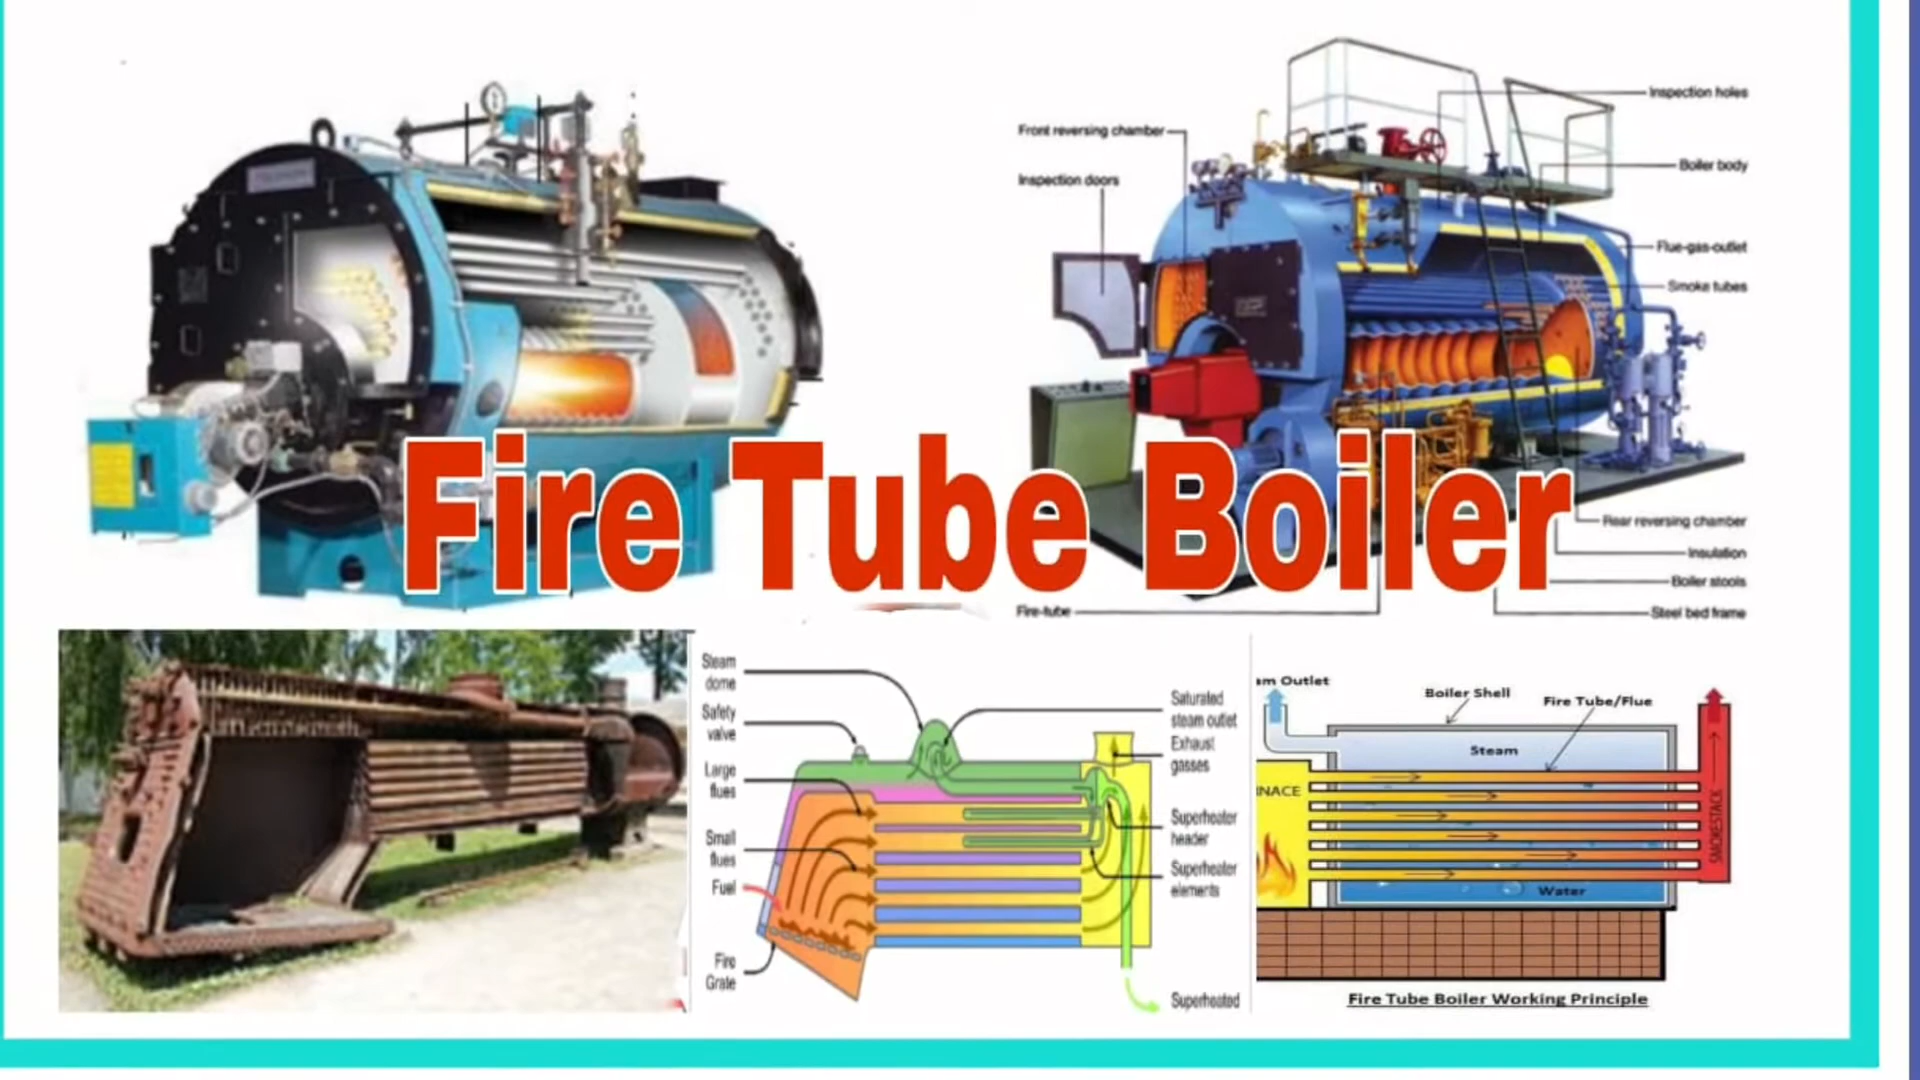 Inspection holes
Front reversing chamber
Boiler body
Inspection doors
Flue-gas-outlet
Smoke tubes
Fire Tube Boiler
Rear reversing chamber
Insulation
Boiler stools
Fire-tube
Steel bed frame
Steam
dome
Safety
valve
Large
flues
Small
flues
Fuel
Fire
Grate
Saturated
steam outlet
Exhaust
gasses
Superheater
header
Superheater
elements
Superheated
am Outlet
Boiler Shell
Fire Tube/Flue
Steam
NACE
SMOKESTACK
Water
Fire Tube Boiler Working Principle